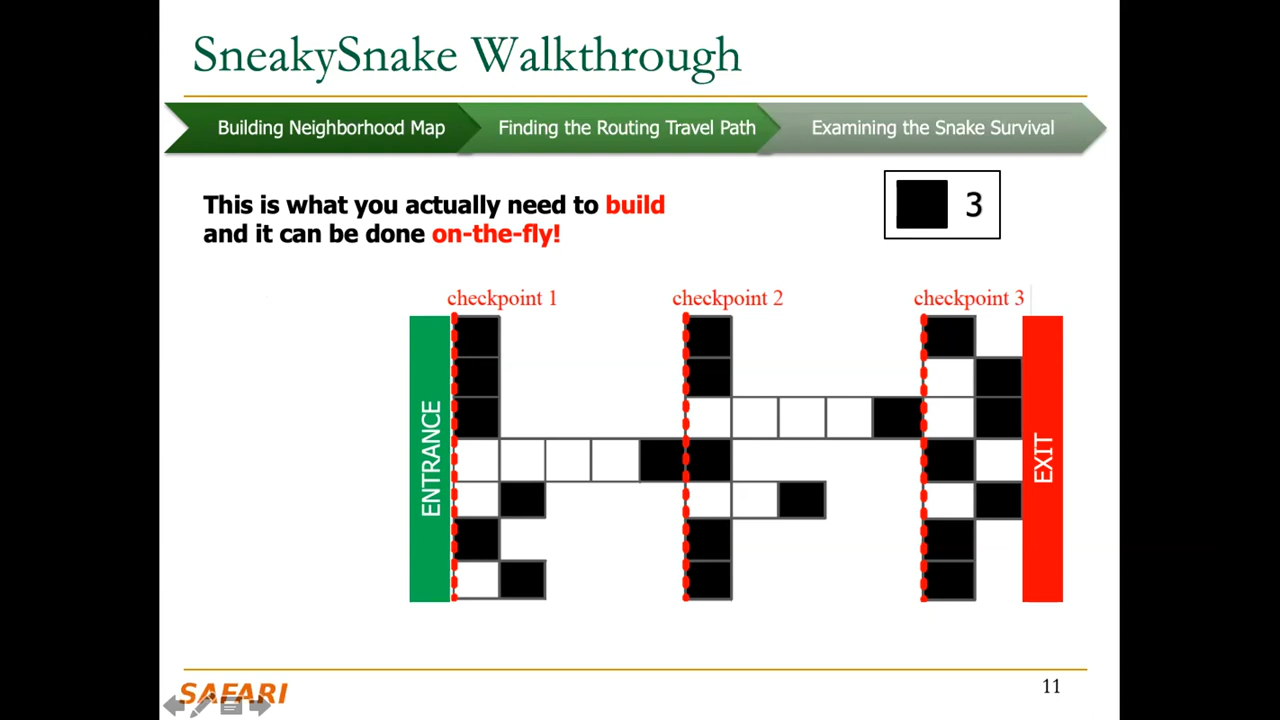 SneakySnake Walkthrough
Building Neighborhood Map
Finding the Routing Travel Path
Examining the Snake Survival
This is what you actually need to build
and it can be done on-the-fly!
3
checkpoint 1
checkpoint 2
checkpoint 3
ENTRANCE
EXIT
SAFARI
11